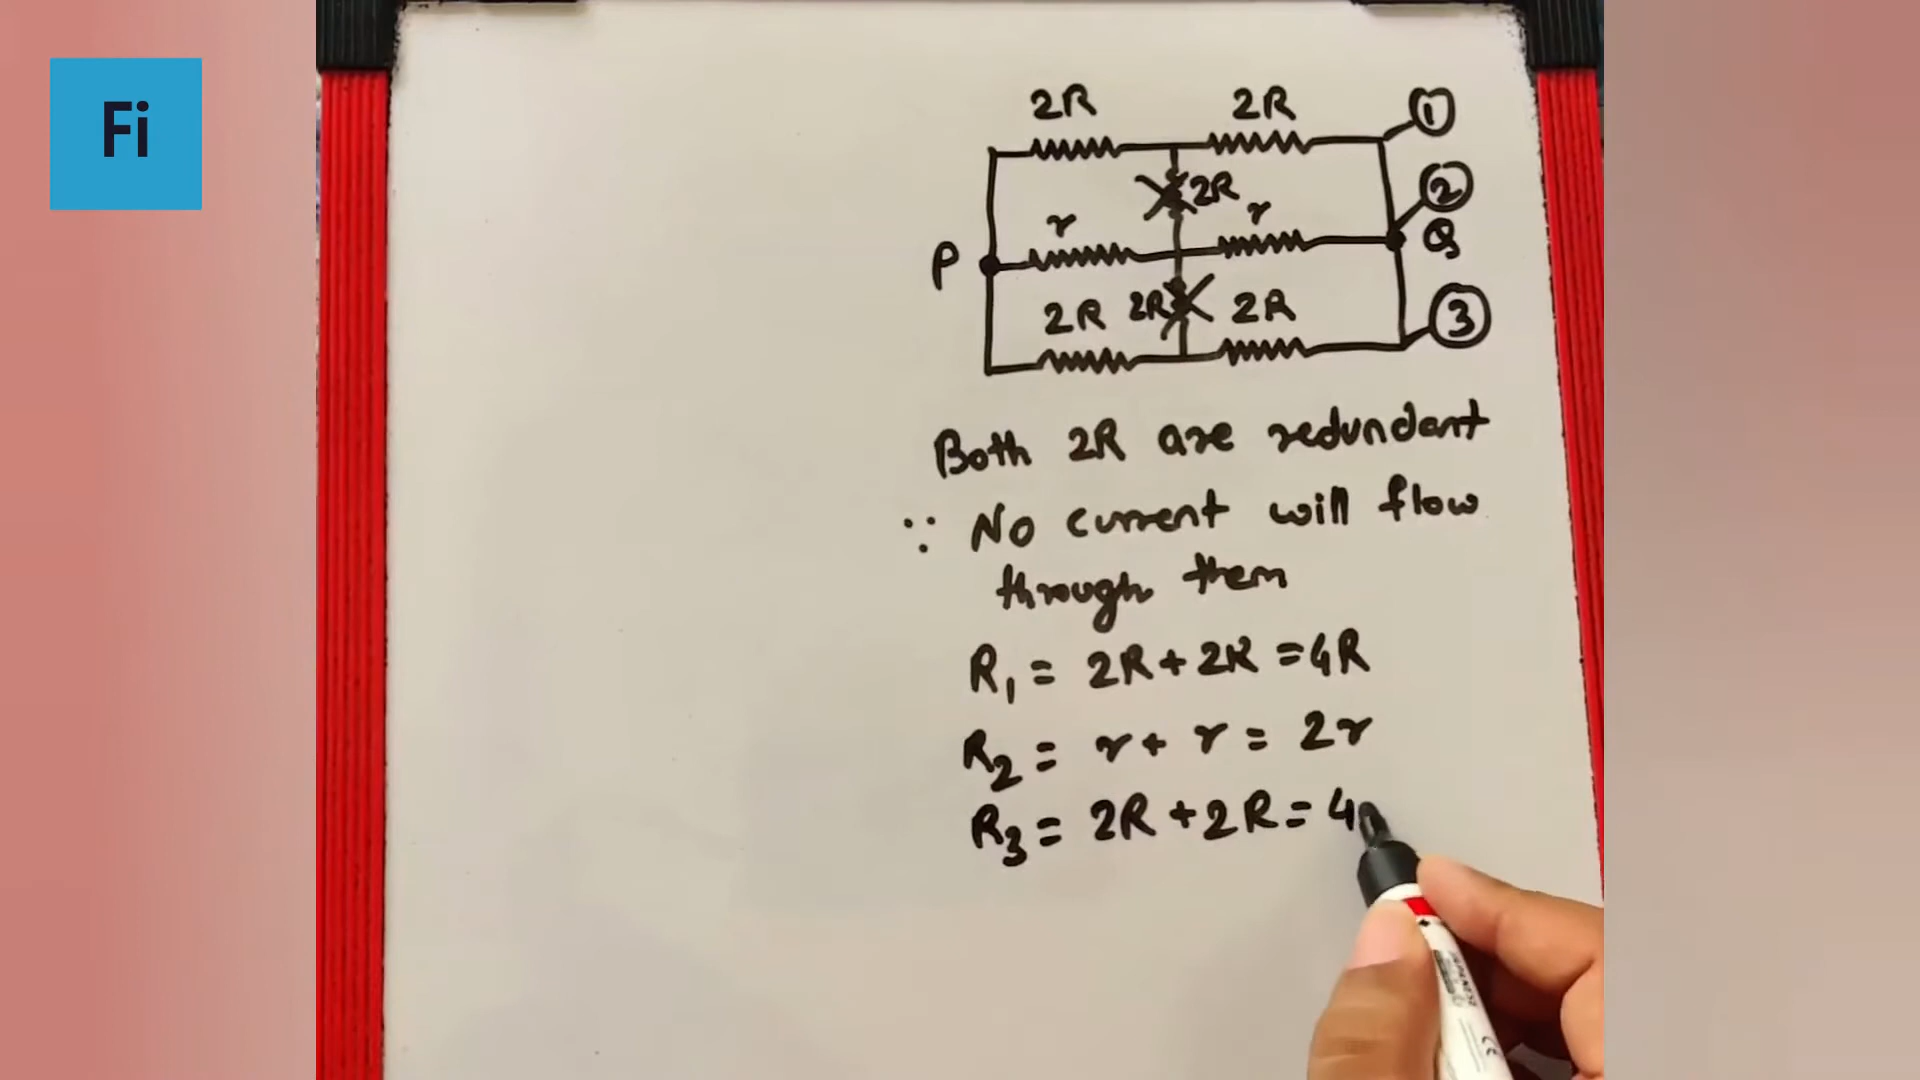 Fi
2R 2R 1
2R 2
r r
P Q
2R 2R 2R 3
Both 2R are redundant
∵ No current will flow
through them
R₁ = 2R + 2R = 4R
R₂ = r + r = 2r
R₃ = 2R + 2R = 4